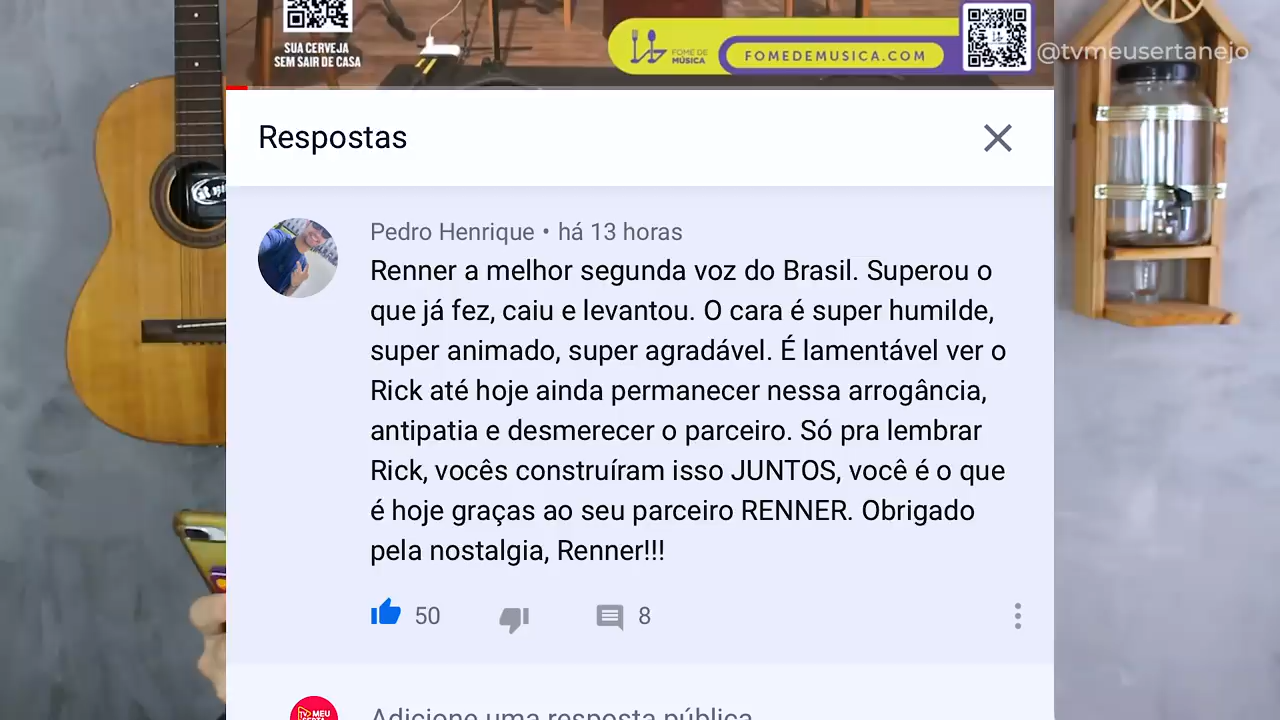 SUA CERVEJA
SEM SAIR DE CASA
FOME DE
MÚSICA
FOMEDEMUSICA.COM
@tvmeusertanejo
Respostas
Pedro Henrique • há 13 horas
Renner a melhor segunda voz do Brasil. Superou o
que já fez, caiu e levantou. O cara é super humilde,
super animado, super agradável. É lamentável ver o
Rick até hoje ainda permanecer nessa arrogância,
antipatia e desmerecer o parceiro. Só pra lembrar
Rick, vocês construíram isso JUNTOS, você é o que
é hoje graças ao seu parceiro RENNER. Obrigado
pela nostalgia, Renner!!!
50
8
TV MEU
Adicione uma resposta pública